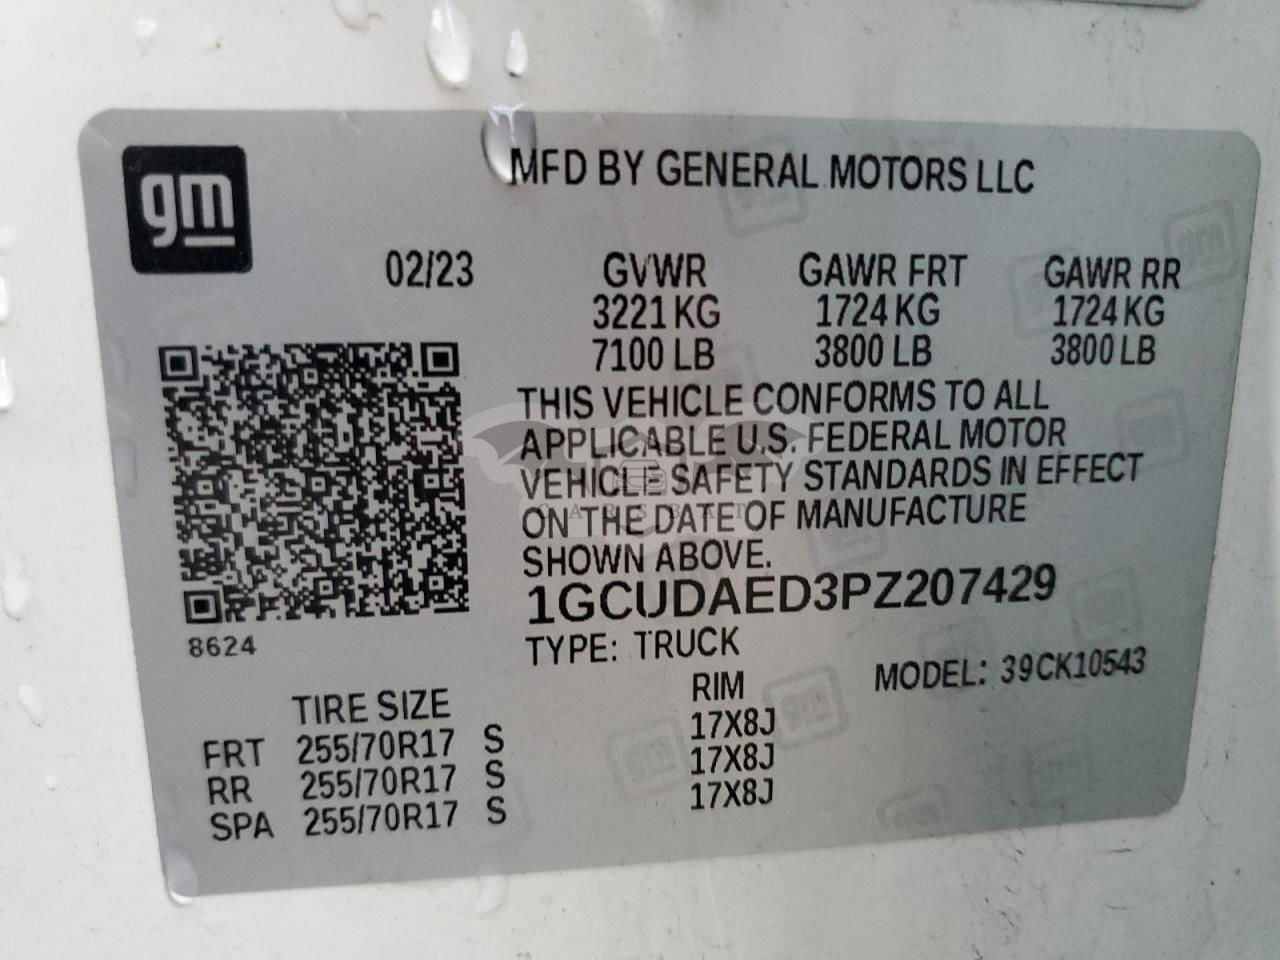 gm
MFD BY GENERAL MOTORS LLC
02/23 GVWR GAWR FRT GAWR RR
3221 KG 1724 KG 1724 KG
7100 LB 3800 LB 3800 LB
THIS VEHICLE CONFORMS TO ALL
APPLICABLE U.S. FEDERAL MOTOR
VEHICLE SAFETY STANDARDS IN EFFECT
ON THE DATE OF MANUFACTURE
SHOWN ABOVE.
1GCUDAED3PZ207429
8624
TYPE: TRUCK MODEL: 39CK10543
TIRE SIZE RIM
FRT 255/70R17 S 17X8J
RR 255/70R17 S 17X8J
SPA 255/70R17 S 17X8J